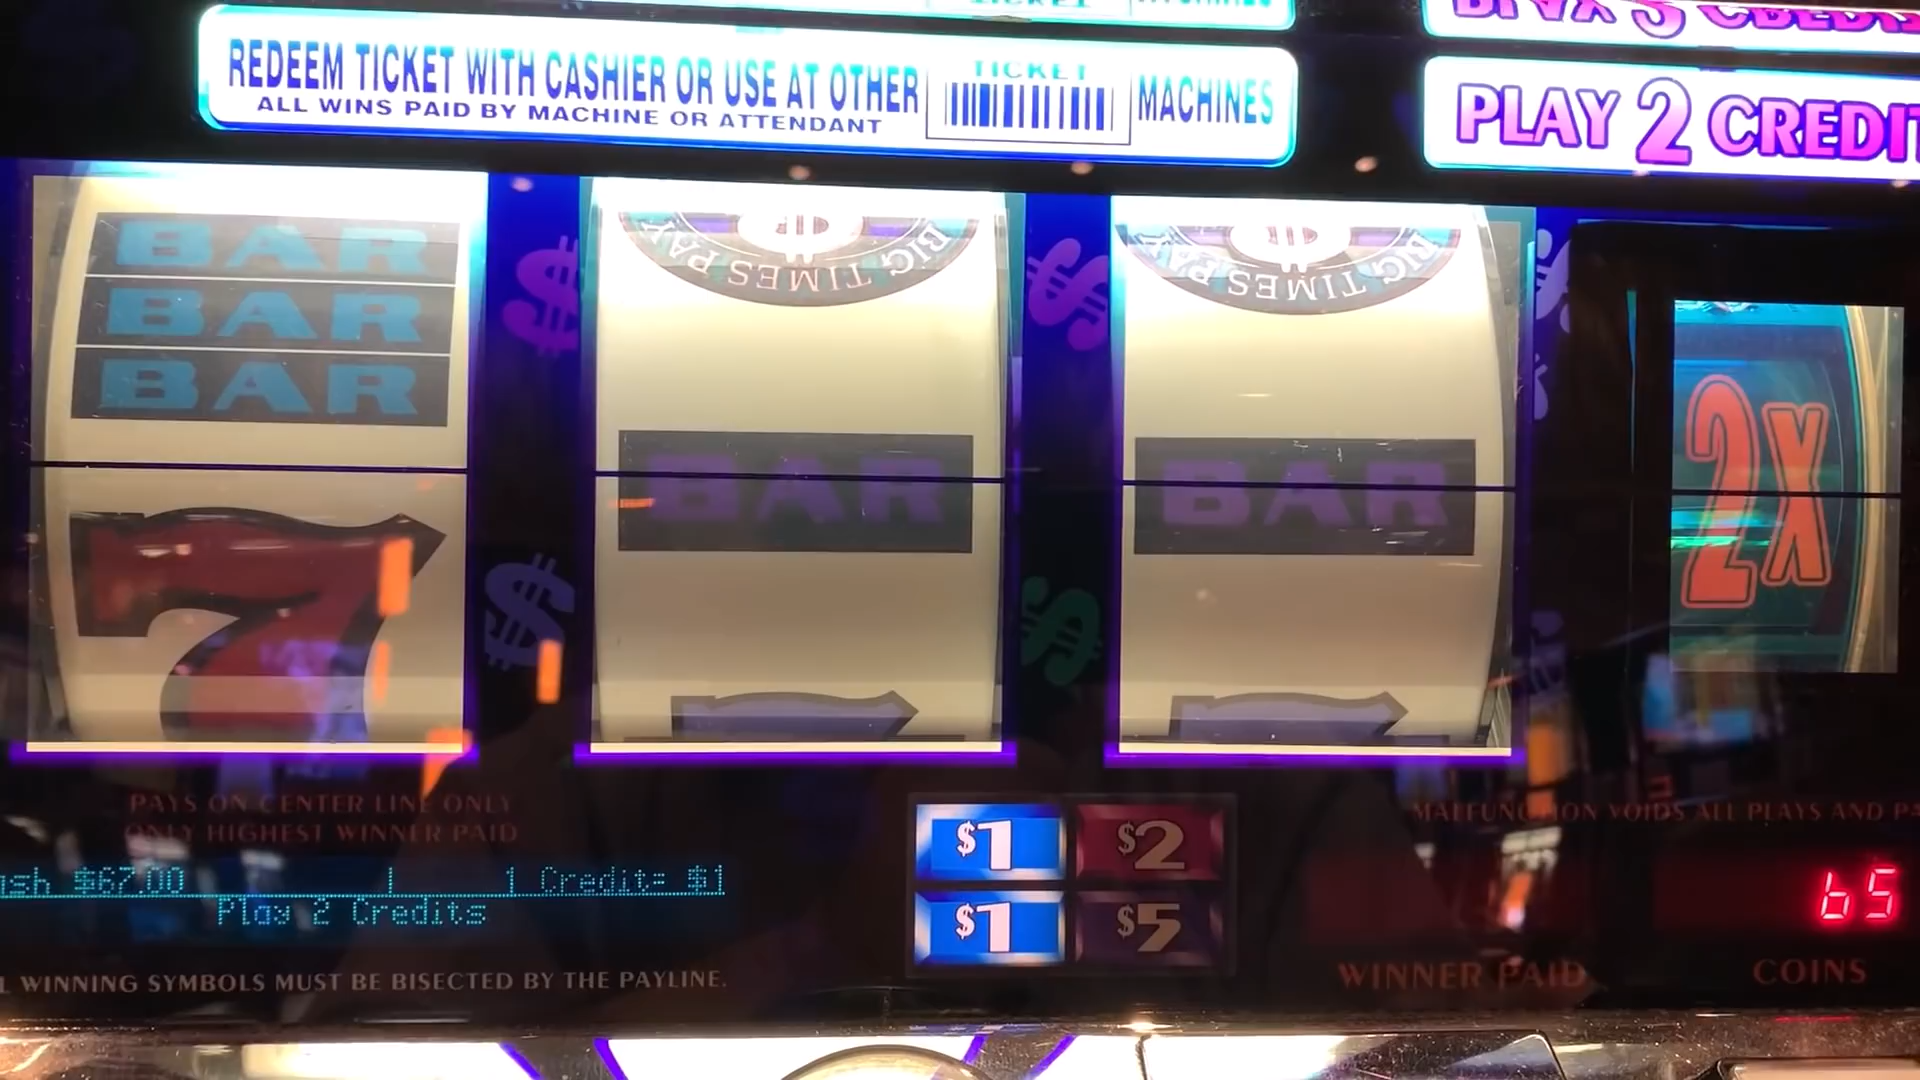 TICKET
REDEEM TICKET WITH CASHIER OR USE AT OTHER
TICKET
MACHINES
ALL WINS PAID BY MACHINE OR ATTENDANT
PLAY 2
BAR
BAR
BAR
BIG TIMES PAY
BIG TIMES PAY
BAR
BAR
2X
7
PAYS ON CENTER LINE ONLY
ONLY HIGHEST WINNER PAID
MALFUNCTION VOIDS ALL PLAYS AND
$67.00
1 Credit= $1
Play 2 Credits
$1
$2
$1
$5
65
WINNING SYMBOLS MUST BE BISECTED BY THE PAYLINE.
WINNER PAID
COINS